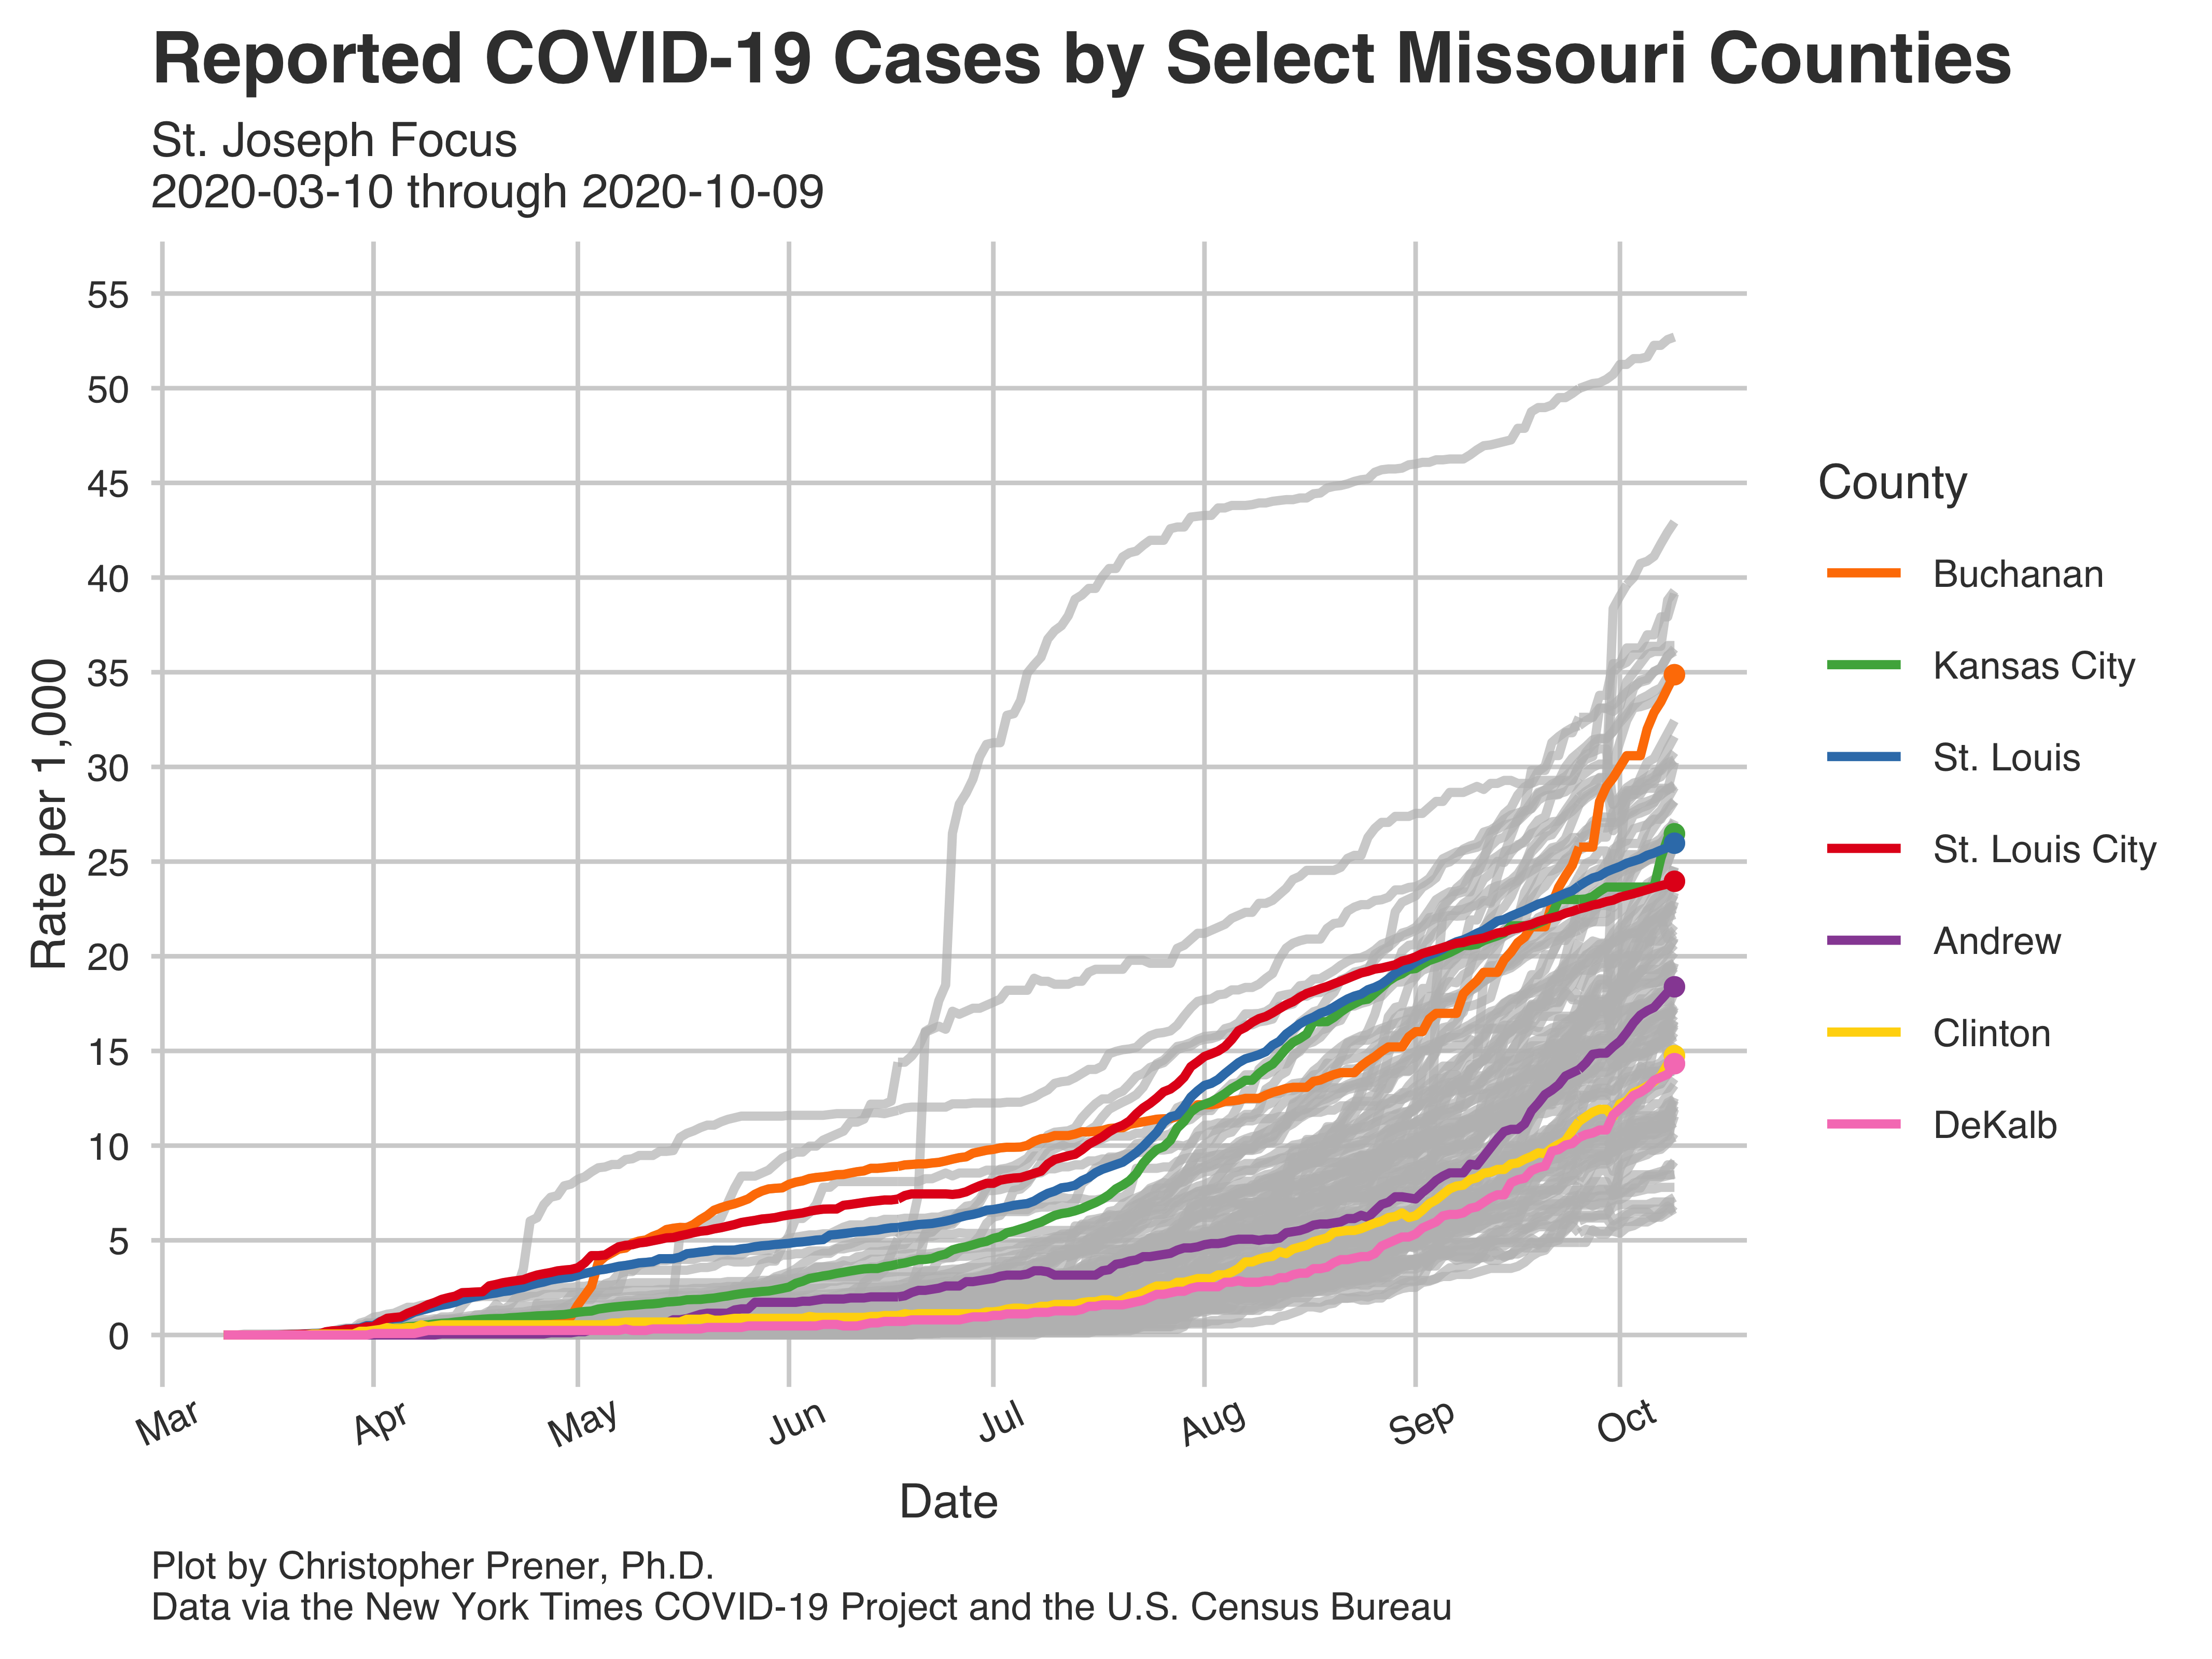 Reported COVID-19 Cases by Select Missouri Counties
St. Joseph Focus
2020-03-10 through 2020-10-09
Rate per 1,000
55
50
45
40
35
30
25
20
15
10
5
0
Mar
Apr
May
Jun
Jul
Aug
Sep
Oct
Date
County
Buchanan
Kansas City
St. Louis
St. Louis City
Andrew
Clinton
DeKalb
Plot by Christopher Prener, Ph.D.
Data via the New York Times COVID-19 Project and the U.S. Census Bureau